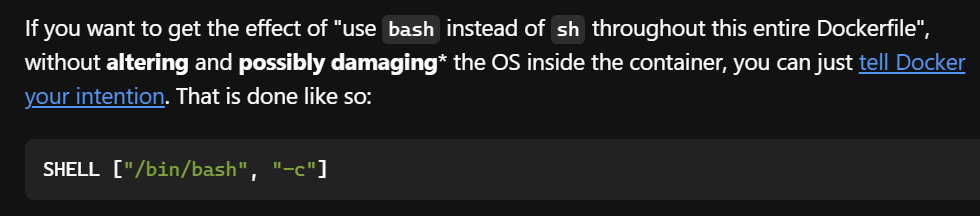 If you want to get the effect of "use bash instead of sh throughout this entire Dockerfile",
without altering and possibly damaging* the OS inside the container, you can just tell Docker
your intention. That is done like so:
SHELL ["/bin/bash", "-c"]